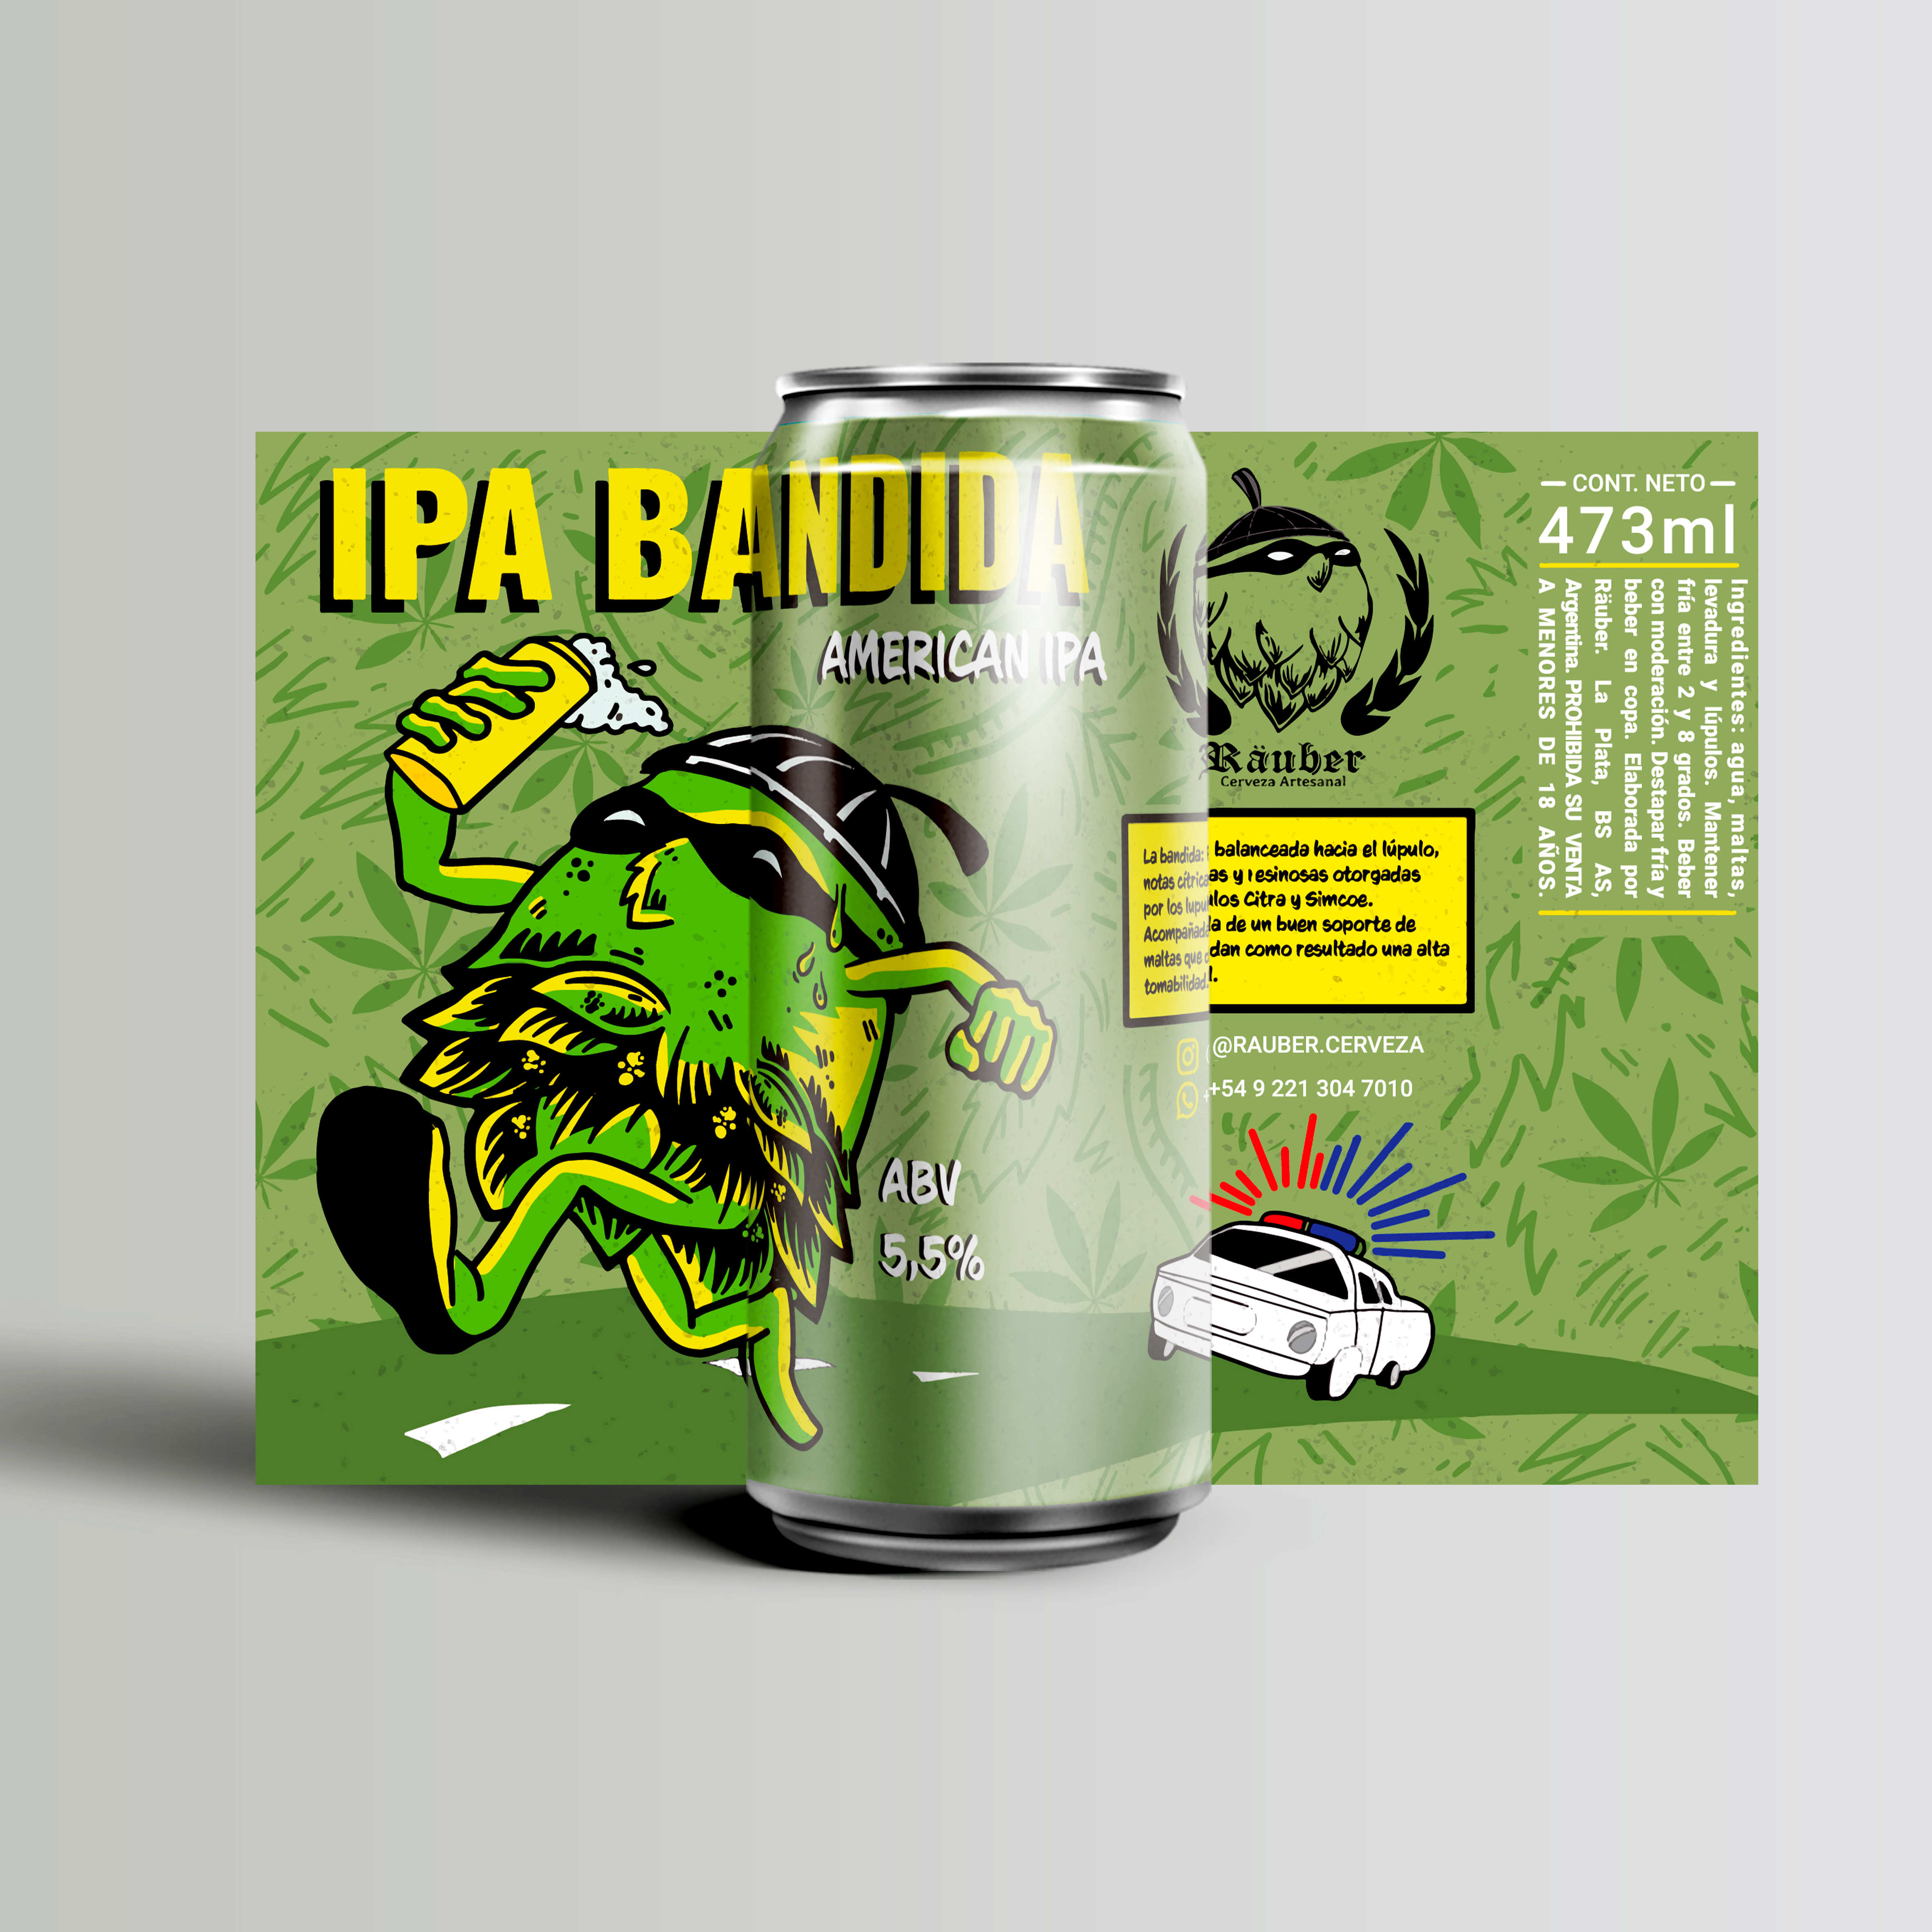 IPA BANDIDA
AMERICAN IPA
ABV
5,5%
Räuber
Cerveza Artesanal
La bandida: balanceada hacia el lúpulo,
notas cítricas y resinosas otorgadas
por los lupulos Citra y Simcoe.
Acompañada de un buen soporte de
maltas que dan como resultado una alta
tomabilidad.
@RAUBER.CERVEZA
+54 9 221 304 7010
CONT. NETO
473ml
Ingredientes: agua, maltas,
levadura y lúpulos. Mantener
fría entre 2 y 8 grados. Beber
con moderación. Destapar fría y
beber en copa. Elaborada por
Räuber. La Plata, BS AS,
Argentina. PROHIBIDA SU VENTA
A MENORES DE 18 AÑOS.